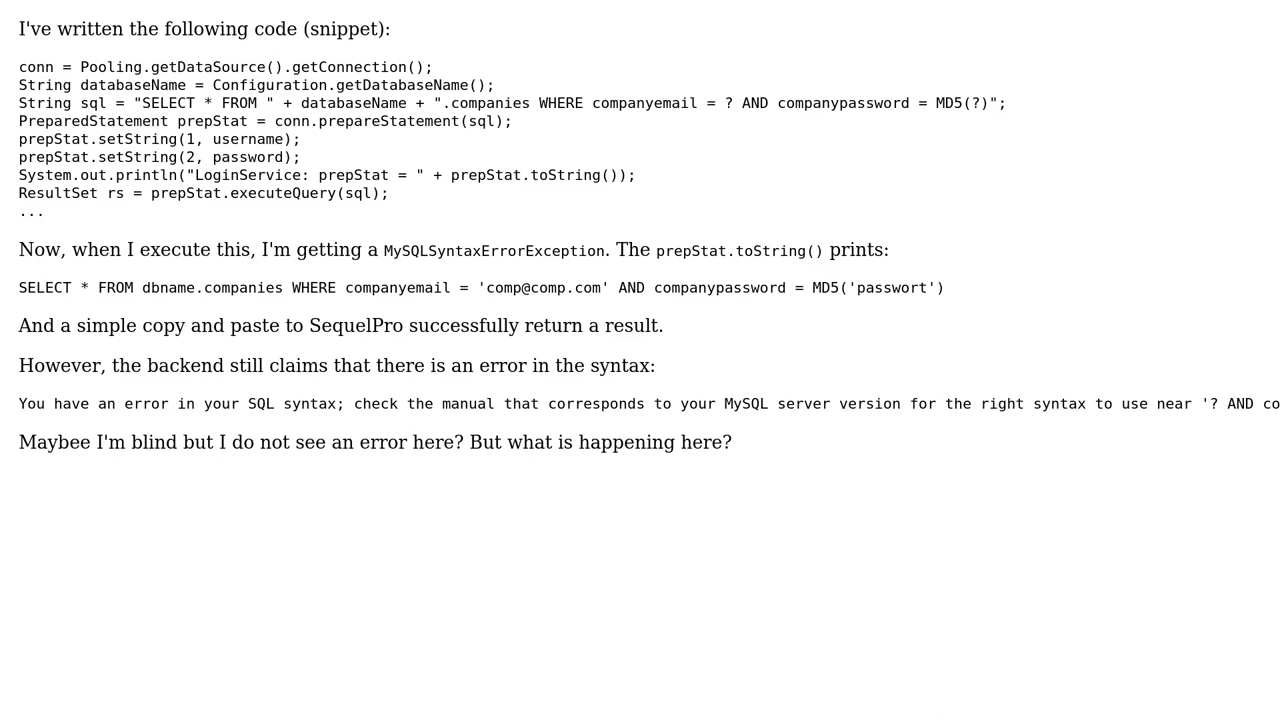 I've written the following code (snippet):
conn = Pooling.getDataSource().getConnection();
String databaseName = Configuration.getDatabaseName();
String sql = "SELECT * FROM " + databaseName + ".companies WHERE companyemail = ? AND companypassword = MD5(?)";
PreparedStatement prepStat = conn.prepareStatement(sql);
prepStat.setString(1, username);
prepStat.setString(2, password);
System.out.println("LoginService: prepStat = " + prepStat.toString());
ResultSet rs = prepStat.executeQuery(sql);
...
Now, when I execute this, I'm getting a MySQLSyntaxErrorException. The prepStat.toString() prints:
SELECT * FROM dbname.companies WHERE companyemail = 'comp@comp.com' AND companypassword = MD5('passwort')
And a simple copy and paste to SequelPro successfully return a result.
However, the backend still claims that there is an error in the syntax:
You have an error in your SQL syntax; check the manual that corresponds to your MySQL server version for the right syntax to use near '? AND co
Maybee I'm blind but I do not see an error here? But what is happening here?